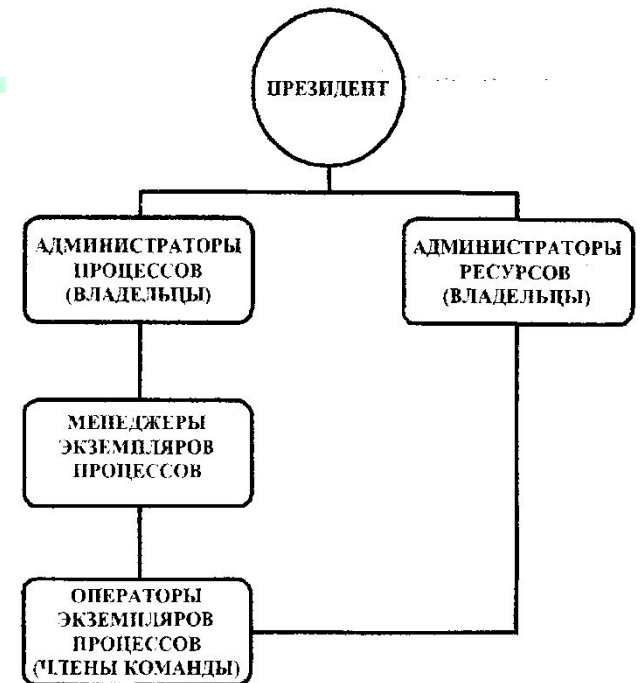 ПРЕЗИДЕНТ
АДМИНИСТРАТОРЫ
ПРОЦЕССОВ
(ВЛАДЕЛЬЦЫ)
АДМИНИСТРАТОРЫ
РЕСУРСОВ
(ВЛАДЕЛЬЦЫ)
МЕНЕДЖЕРЫ
ЭКЗЕМПЛЯРОВ
ПРОЦЕССОВ
ОПЕРАТОРЫ
ЭКЗЕМПЛЯРОВ
ПРОЦЕССОВ
(ЧЛЕНЫ КОМАНДЫ)